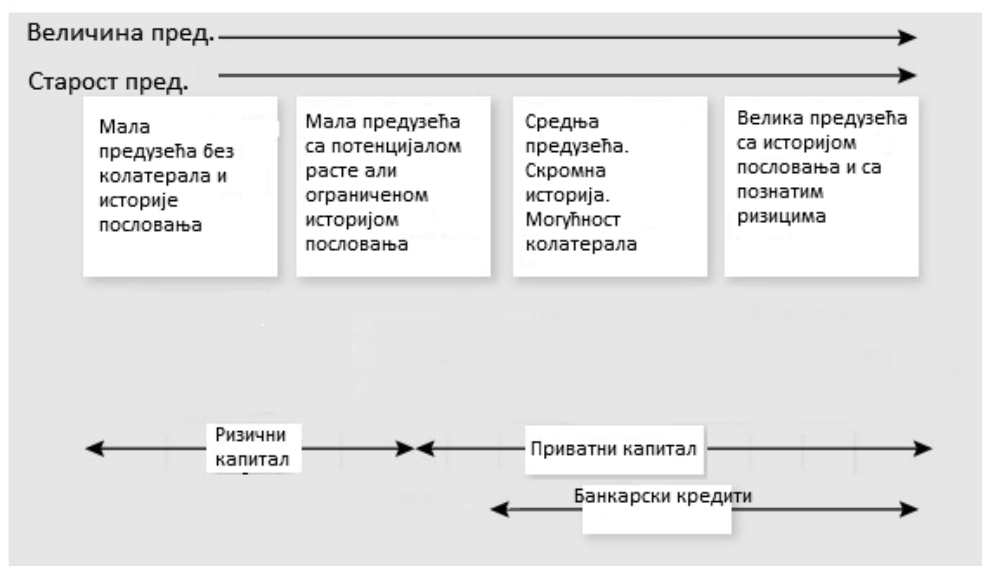 Величина пред.
Старост пред.
Мала
предузећа без
колатерала и
историје
пословања
Мала предузећа
са потенцијалом
расте али
ограниченом
историјом
пословања
Средња
предузећа.
Скромна
историја.
Могућност
колатерала
Велика предузећа
са историјом
пословања и са
познатим
ризицима
Ризични
капитал
Приватни капитал
Банкарски кредити